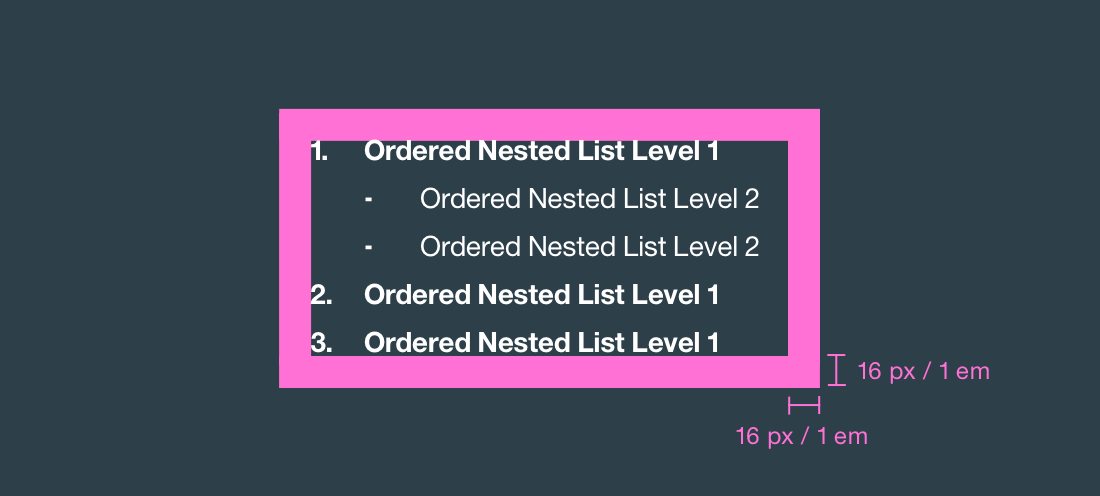 1. Ordered Nested List Level 1
- Ordered Nested List Level 2
- Ordered Nested List Level 2
2. Ordered Nested List Level 1
3. Ordered Nested List Level 1
16 px / 1 em
16 px / 1 em